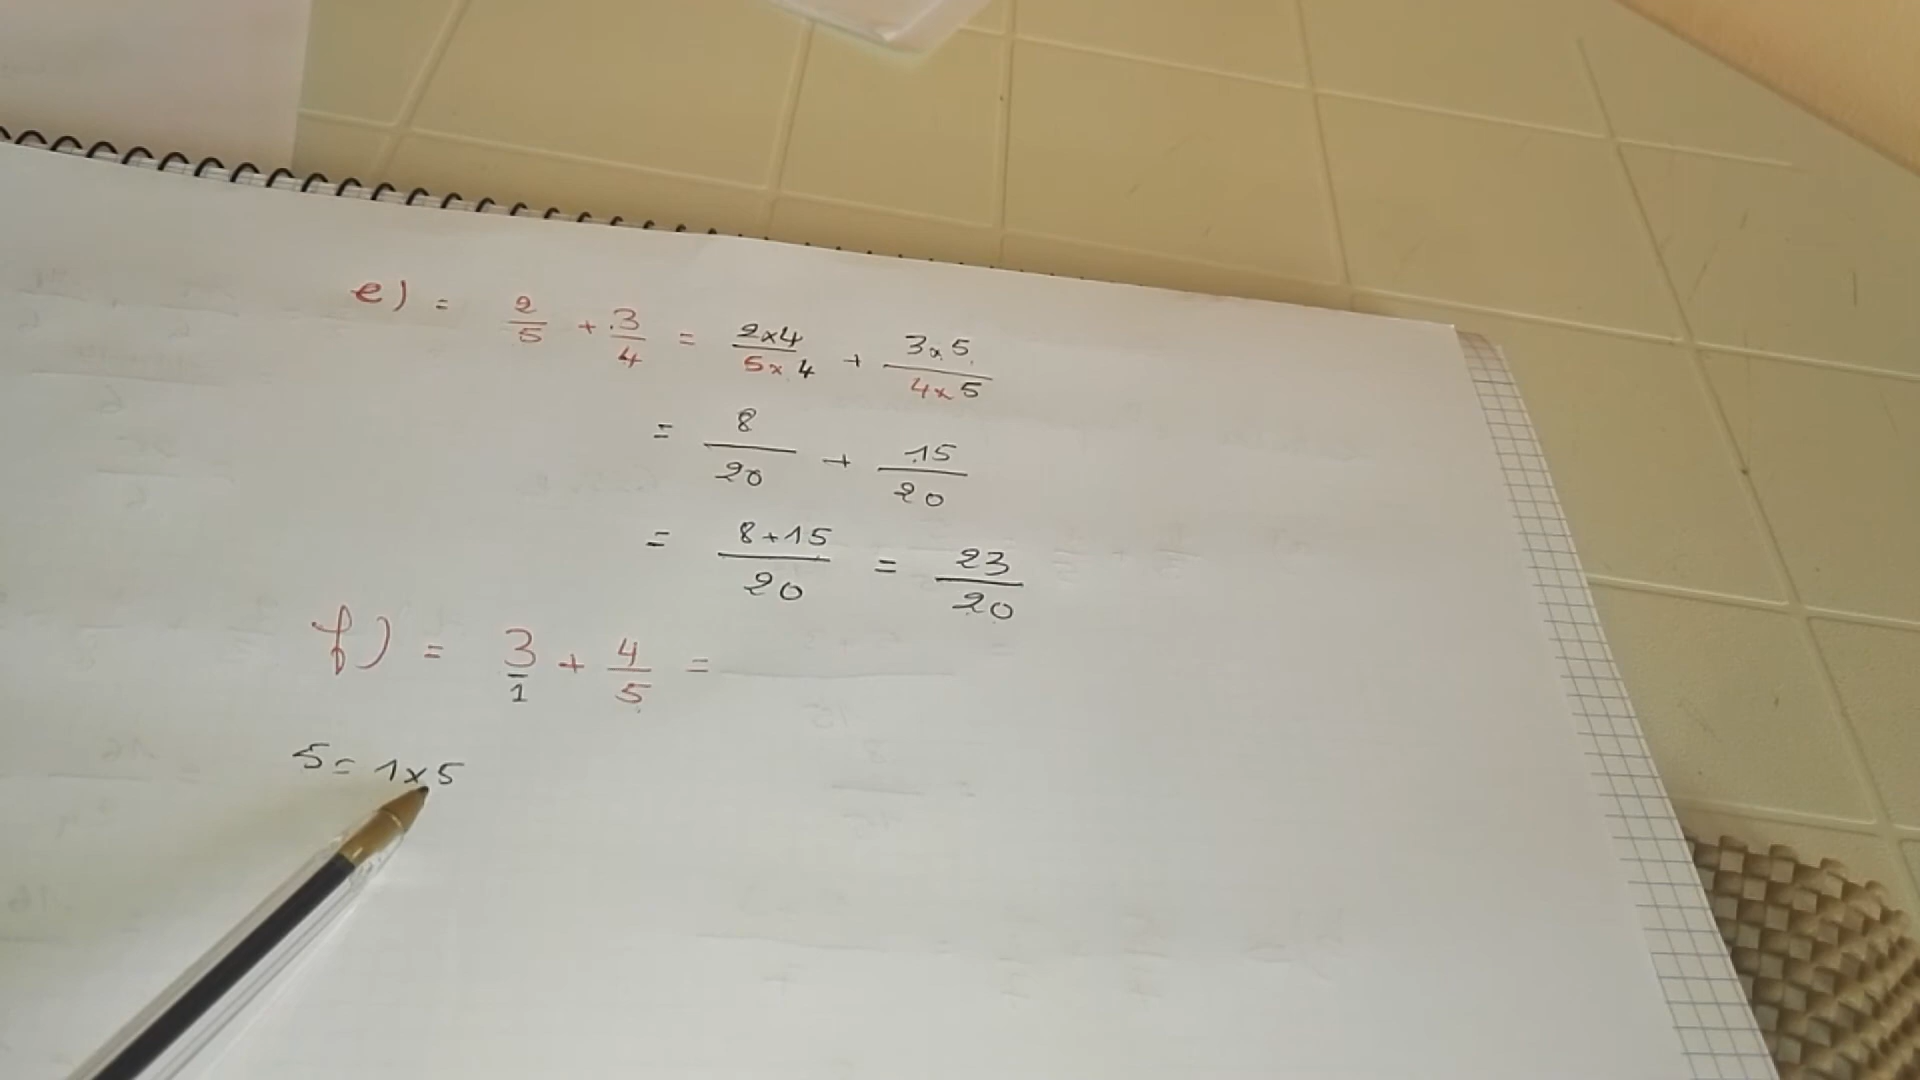 e) = 2/5 + 3/4 = 2x4/5x4 + 3x5/4x5
= 8/20 + 15/20
= 8+15/20 = 23/20
f) = 3/1 + 4/5 =
5 = 1x5